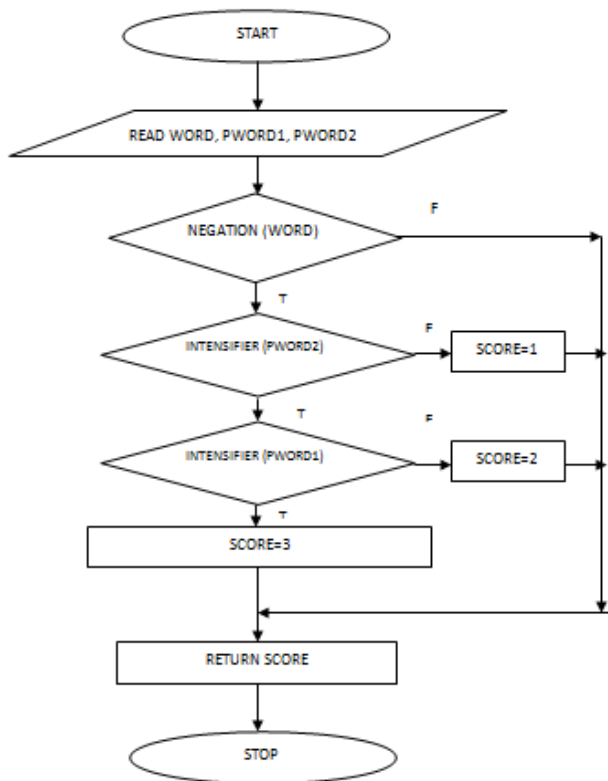 START
READ WORD, PWORD1, PWORD2
F
NEGATION (WORD)
T
F
INTENSIFIER (PWORD2)
SCORE=1
T
F
INTENSIFIER (PWORD1)
SCORE=2
T
SCORE=3
RETURN SCORE
STOP